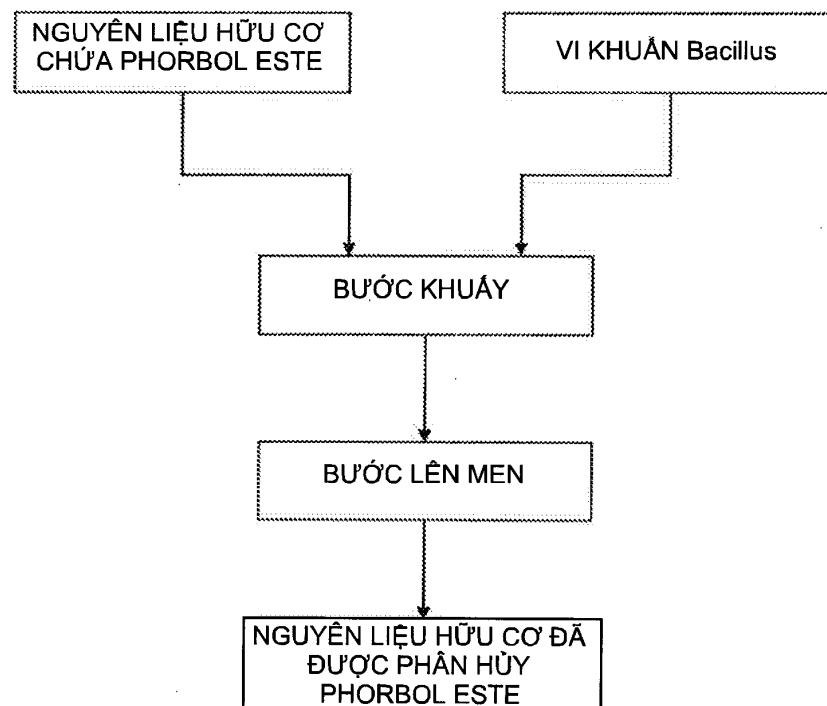 NGUYÊN LIỆU HỮU CƠ
CHỨA PHORBOL ESTE
VI KHUẨN Bacillus
BƯỚC KHUẤY
BƯỚC LÊN MEN
NGUYÊN LIỆU HỮU CƠ ĐÃ
ĐƯỢC PHÂN HỦY
PHORBOL ESTE